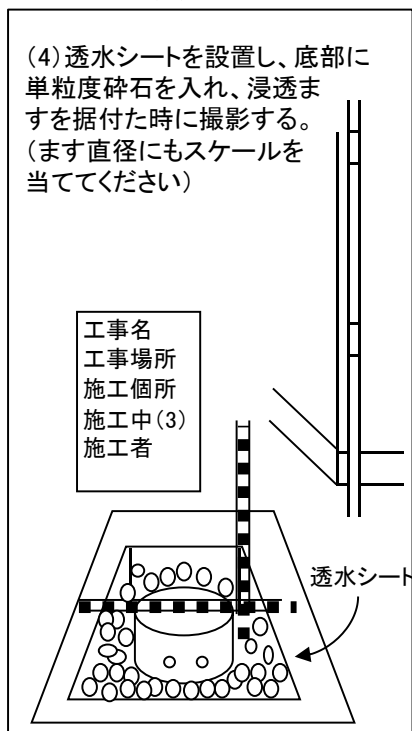 (4)透水シートを設置し、底部に
単粒度砕石を入れ、浸透ま
すを据付た時に撮影する。
(ます直径にもスケールを
当ててください)
工事名
工事場所
施工個所
施工中(3)
施工者
透水シート